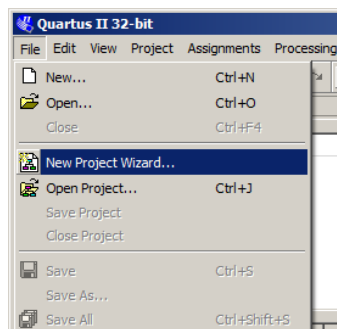 Quartus II 32-bit
File Edit View Project Assignments Processing
New... Ctrl+N
Open... Ctrl+O
Close Ctrl+F4
New Project Wizard...
Open Project... Ctrl+J
Save Project
Close Project
Save Ctrl+S
Save As...
Save All Ctrl+Shift+S